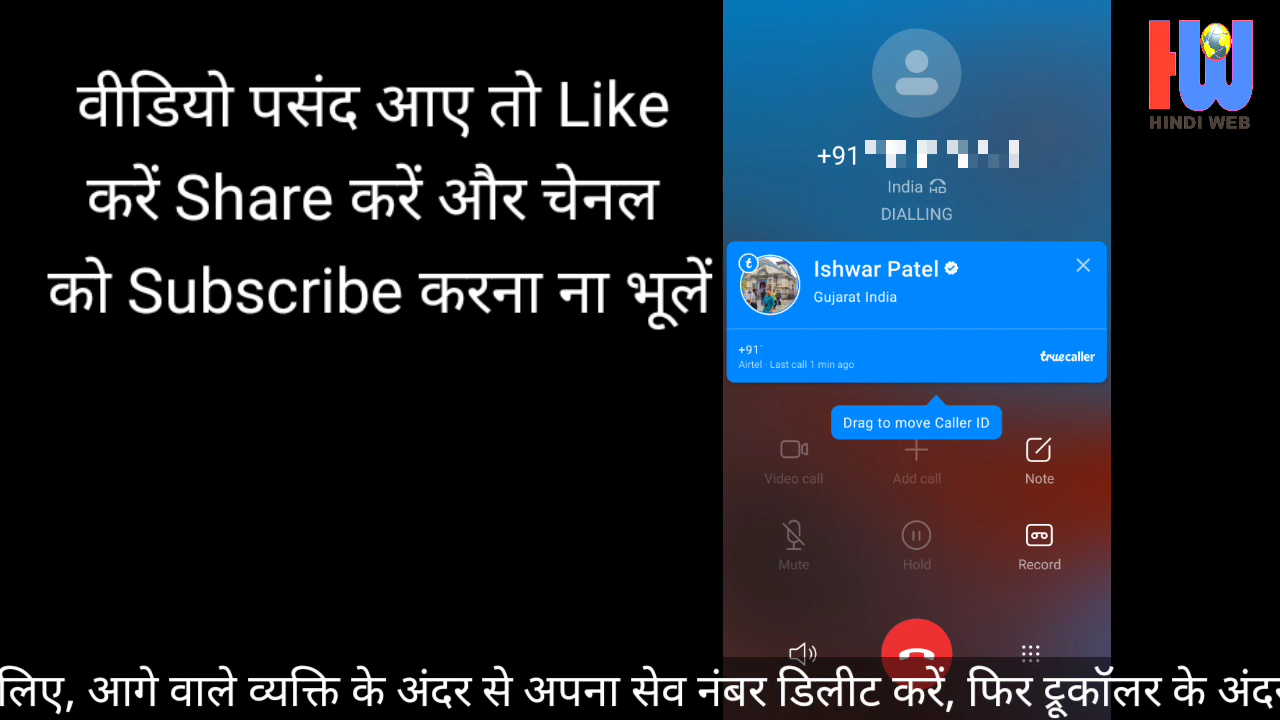 वीडियो पसंद आए तो Like
करें Share करें और चेनल
को Subscribe करना ना भूलें
HINDI WEB
+91
India HD
DIALLING
Ishwar Patel
Gujarat India
+91
Airtel · Last call 1 min ago
truecaller
Drag to move Caller ID
Video call
Add call
Note
Mute
Hold
Record
लिए, आगे वाले व्यक्ति के अंदर से अपना सेव नंबर डिलीट करें, फिर ट्रूकॉलर के अंदर